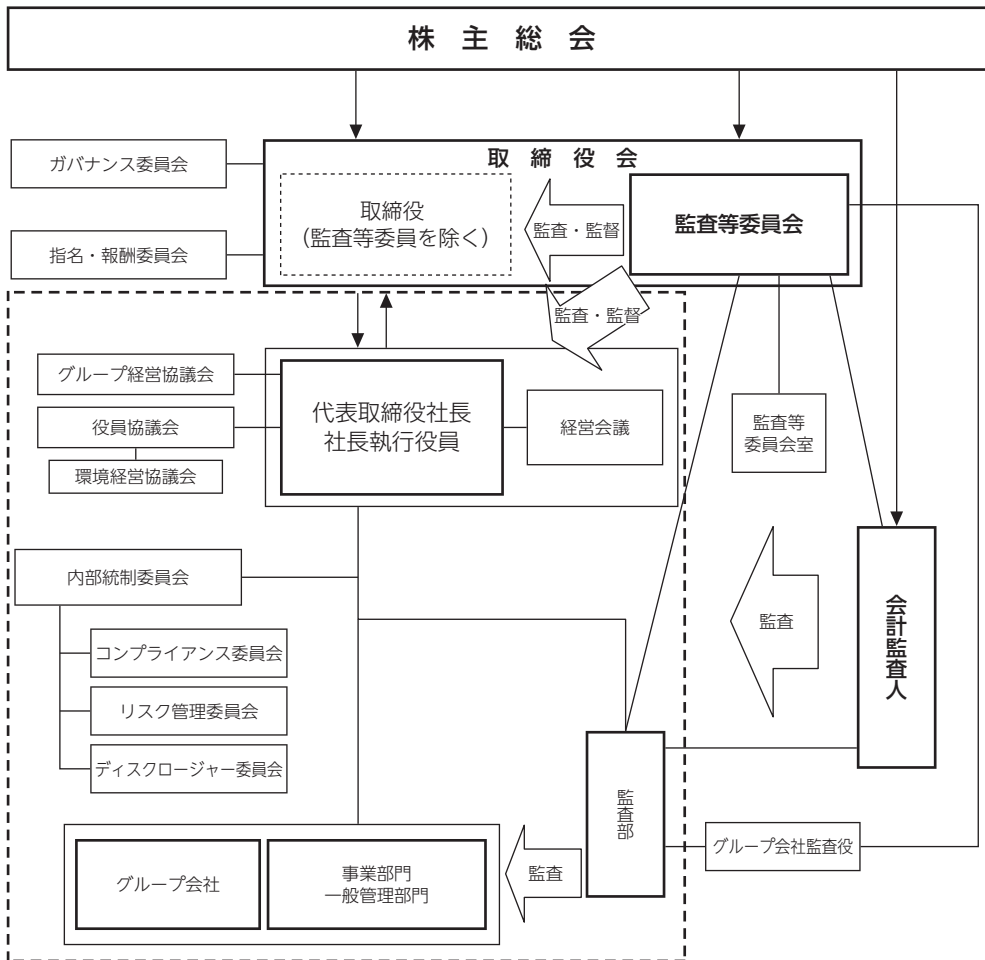 株主総会
ガバナンス委員会
取締役会
取締役
（監査等委員を除く）
監査・監督
監査等委員会
指名・報酬委員会
監査・監督
グループ経営協議会
代表取締役社長
社長執行役員
経営会議
役員協議会
環境経営協議会
監査等
委員会室
内部統制委員会
監査
会計監査人
コンプライアンス委員会
リスク管理委員会
ディスクロージャー委員会
監査部
グループ会社監査役
グループ会社
事業部門
一般管理部門
監査